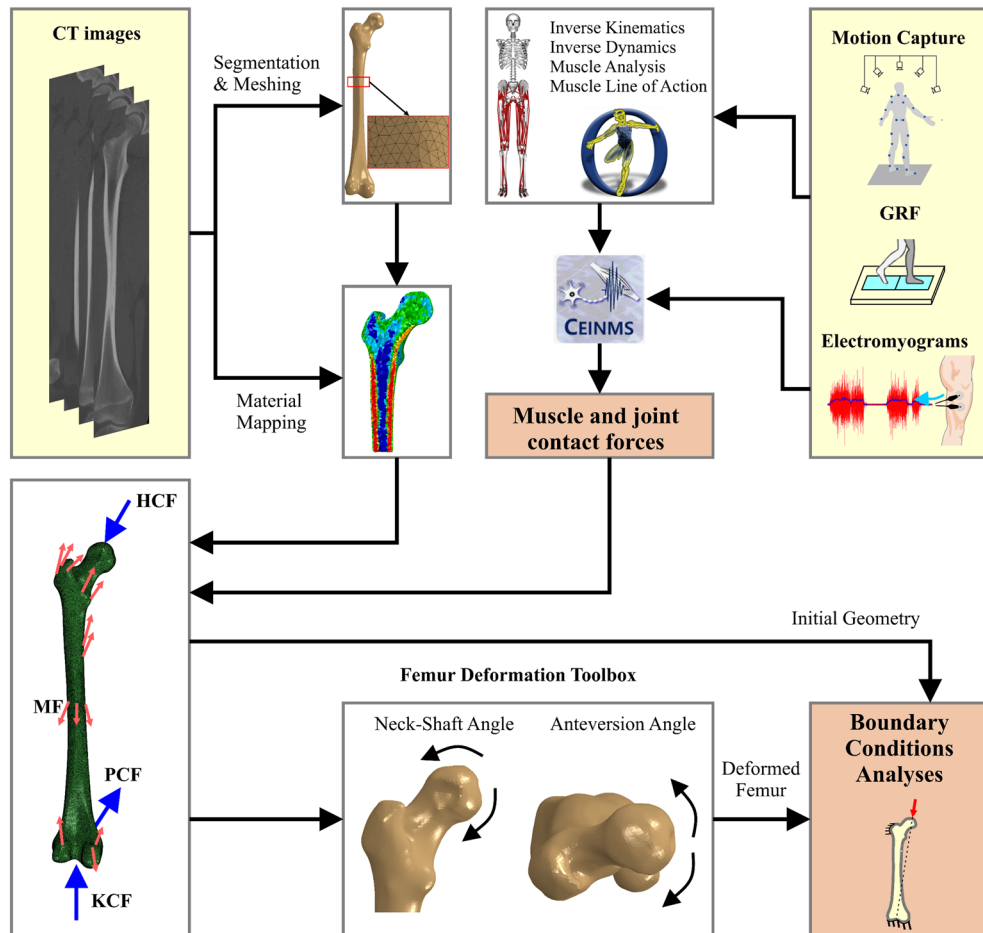 CT images
Segmentation
& Meshing
Inverse Kinematics
Inverse Dynamics
Muscle Analysis
Muscle Line of Action
Motion Capture
GRF
CEINMS
Electromyograms
Material
Mapping
Muscle and joint
contact forces
HCF
MF
PCF
KCF
Initial Geometry
Femur Deformation Toolbox
Neck-Shaft Angle
Anteversion Angle
Deformed
Femur
Boundary
Conditions
Analyses